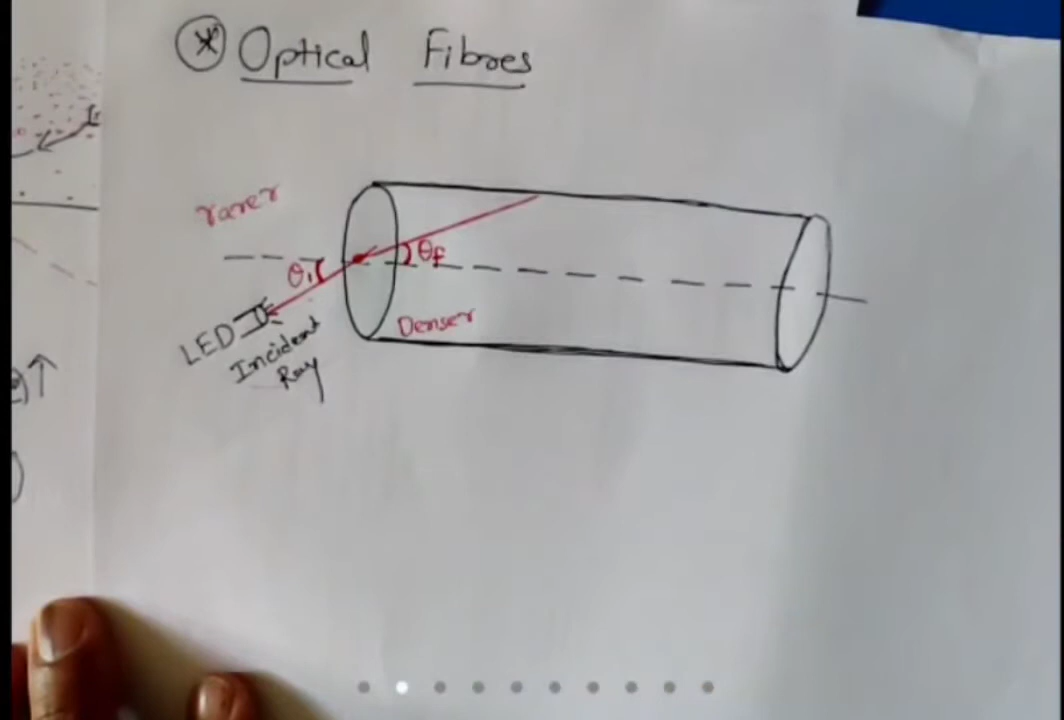 * Optical Fibres
rarer
θi
θr
LED
Incident
Ray
Denser